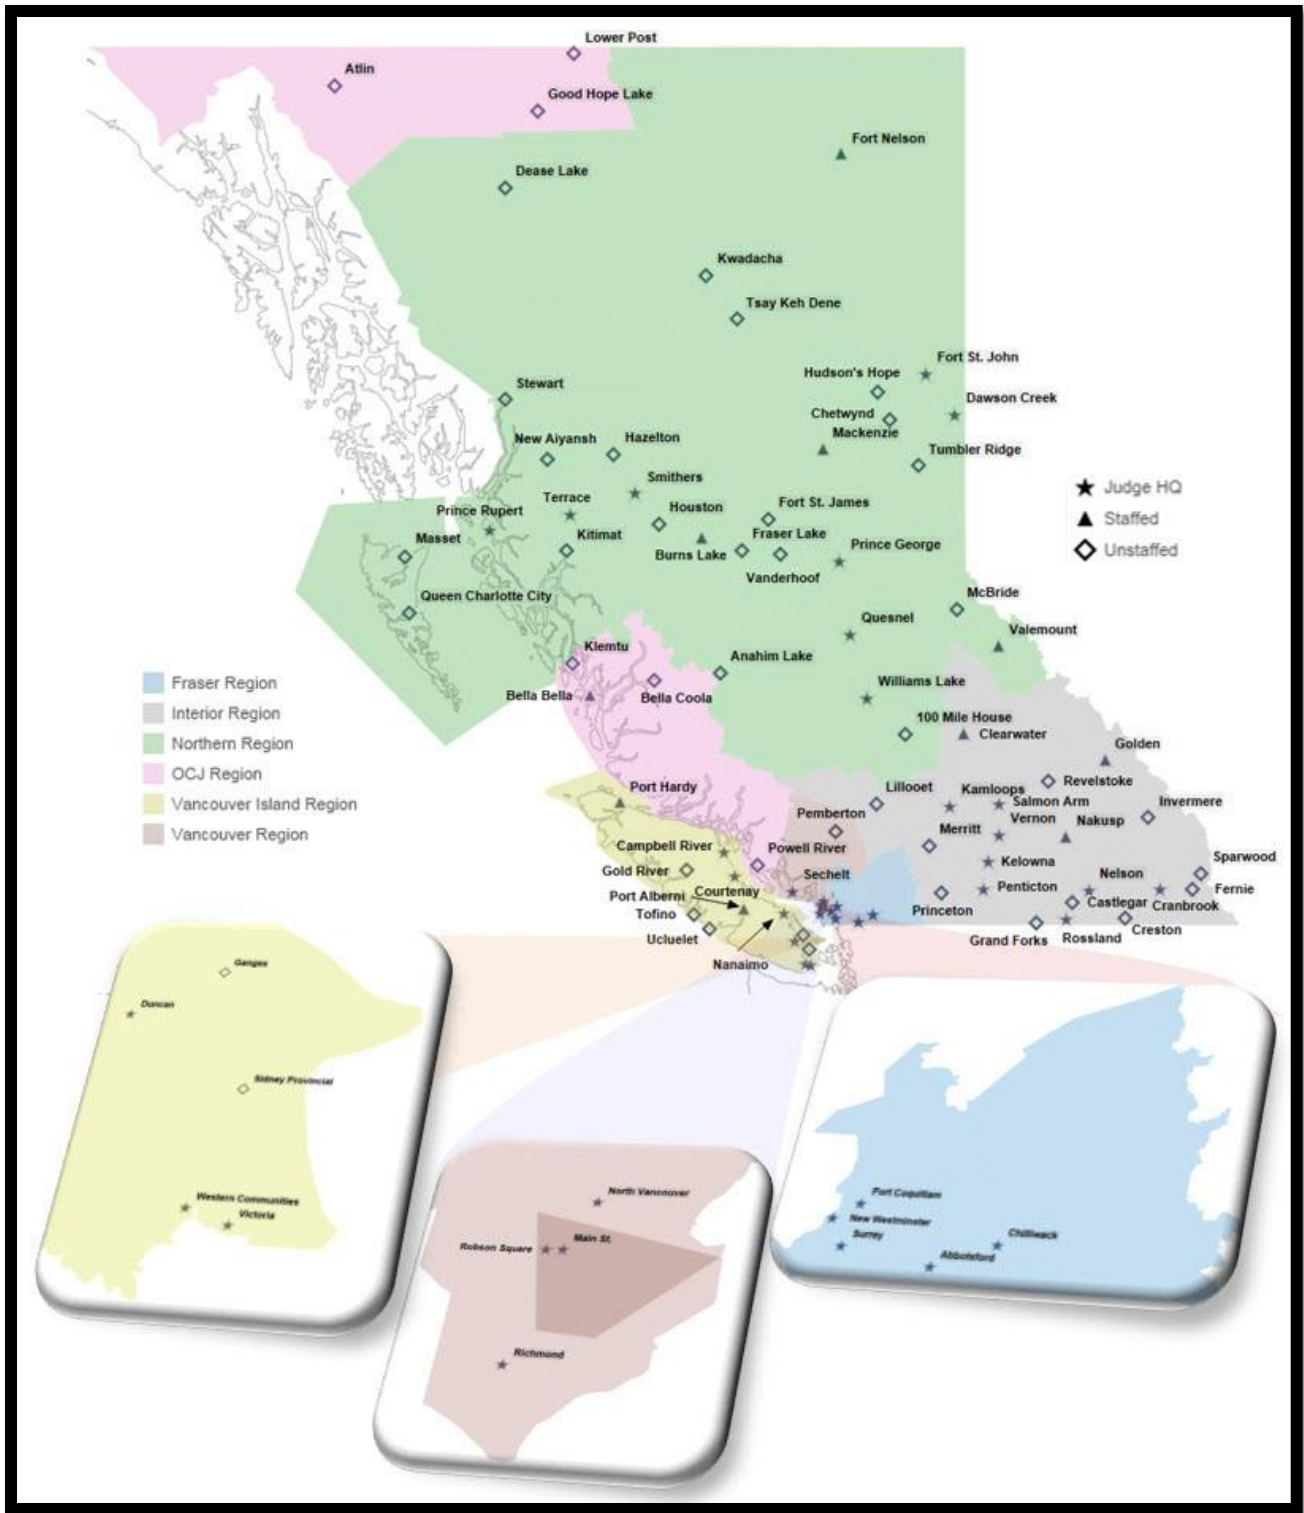 Lower Post
Atlin
Good Hope Lake
Fort Nelson
Dease Lake
Kwadacha
Tsay Keh Dene
Fort St. John
Hudson's Hope
Stewart
Dawson Creek
Chetwynd
Mackenzie
New Aiyansh
Hazelton
Tumbler Ridge
Smithers
Judge HQ
Terrace
Fort St. James
Houston
Prince Rupert
Staffed
Masset
Kitimat
Fraser Lake
Burns Lake
Prince George
Unstaffed
Vanderhoof
McBride
Queen Charlotte City
Quesnel
Valemount
Klemtu
Anahim Lake
Fraser Region
Williams Lake
Bella Bella
Bella Coola
Interior Region
100 Mile House
Clearwater
Northern Region
Golden
OCJ Region
Revelstoke
Port Hardy
Lillooet
Kamloops
Vancouver Island Region
Salmon Arm
Invermere
Pemberton
Vernon
Nakusp
Vancouver Region
Merritt
Campbell River
Powell River
Sparwood
Kelowna
Gold River
Sechelt
Nelson
Penticton
Fernie
Port Alberni
Courtenay
Castlegar
Cranbrook
Tofino
Princeton
Creston
Ucluelet
Grand Forks
Rossland
Nanaimo
Ganges
Duncan
Sidney Provincial
Western Communities
Victoria
North Vancouver
Robson Square
Main St.
Richmond
Port Coquitlam
New Westminster
Surrey
Chilliwack
Abbotsford